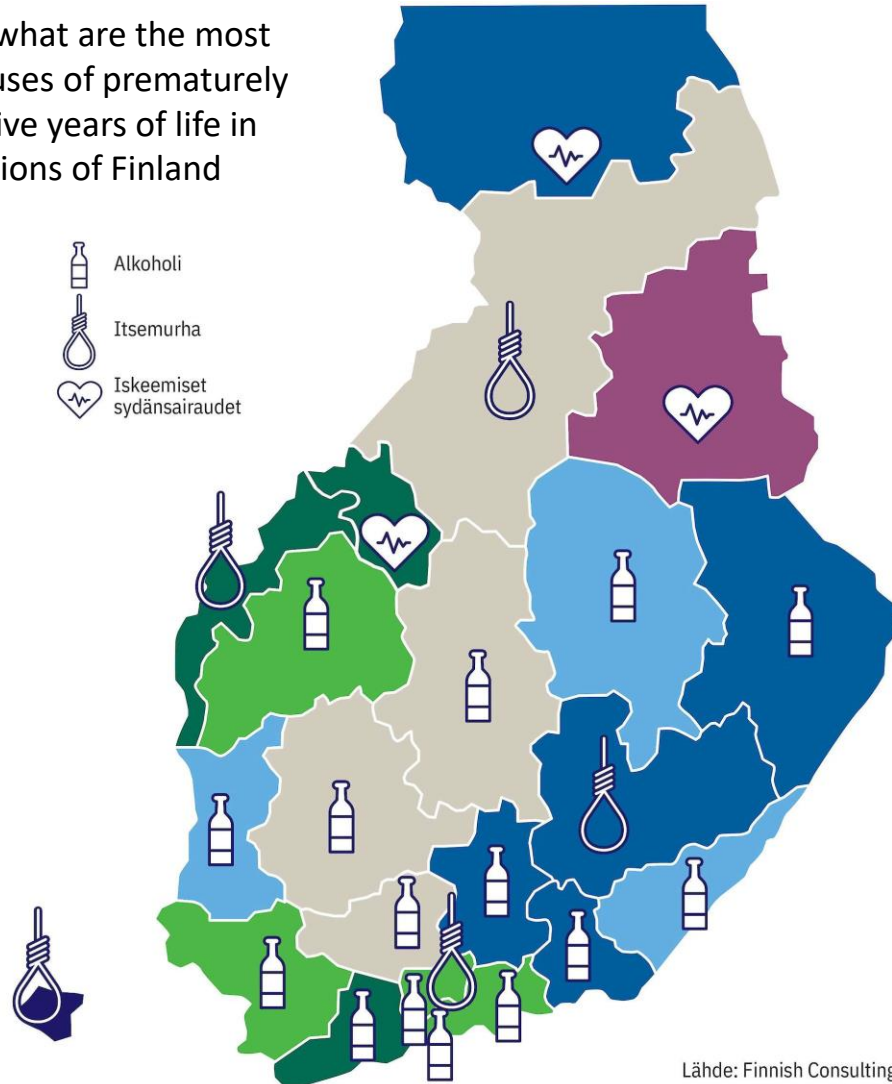 what are the most
uses of prematurely
ive years of life in
ions of Finland
Alkoholi
Itsemurha
Iskeemiset
sydänsairaudet
Lähde: Finnish Consulting